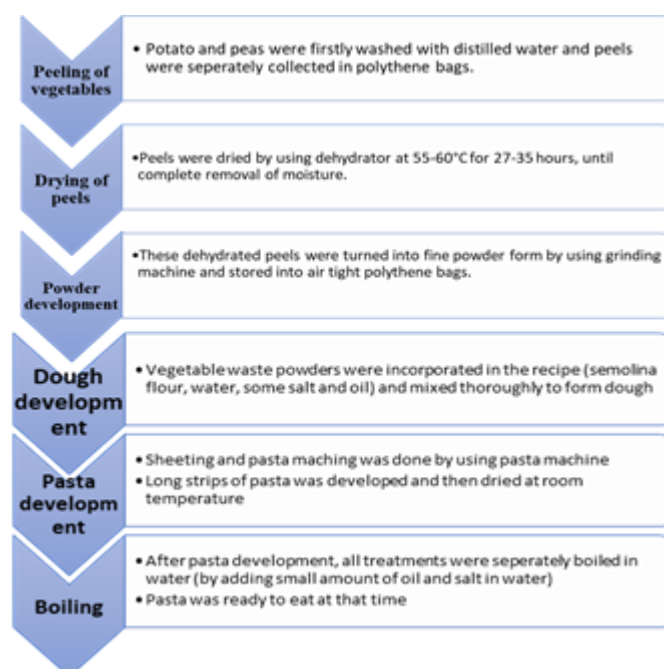 Peeling of
vegetables
• Potato and peas were firstly washed with distilled water and peels
were seperately collected in polythene bags.
Drying of
peels
•Peels were dried by using dehydrator at 55-60°C for 27-35 hours, until
complete removal of moisture.
Powder
development
•These dehydrated peels were turned into fine powder form by using grinding
machine and stored into air tight polythene bags.
Dough
developm
ent
• Vegetable waste powders were incorporated in the recipe (semolina
flour, water, some salt and oil) and mixed thoroughly to form dough
Pasta
developm
ent
• Sheeting and pasta maching was done by using pasta machine
• Long strips of pasta was developed and then dried at room
temperature
Boiling
• After pasta development, all treatments were seperately boiled in
water (by adding small amount of oil and salt in water)
• Pasta was ready to eat at that time